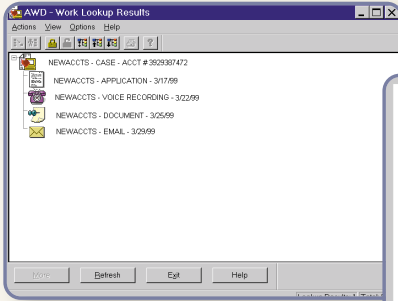 AWD - Work Lookup Results
Actions View Options Help
NEWACCTS - CASE - ACCT # 3929387472
NEWACCTS - APPLICATION - 3/17/99
NEWACCTS - VOICE RECORDING - 3/22/99
NEWACCTS - DOCUMENT - 3/25/99
NEWACCTS - EMAIL - 3/29/99
More Refresh Exit Help